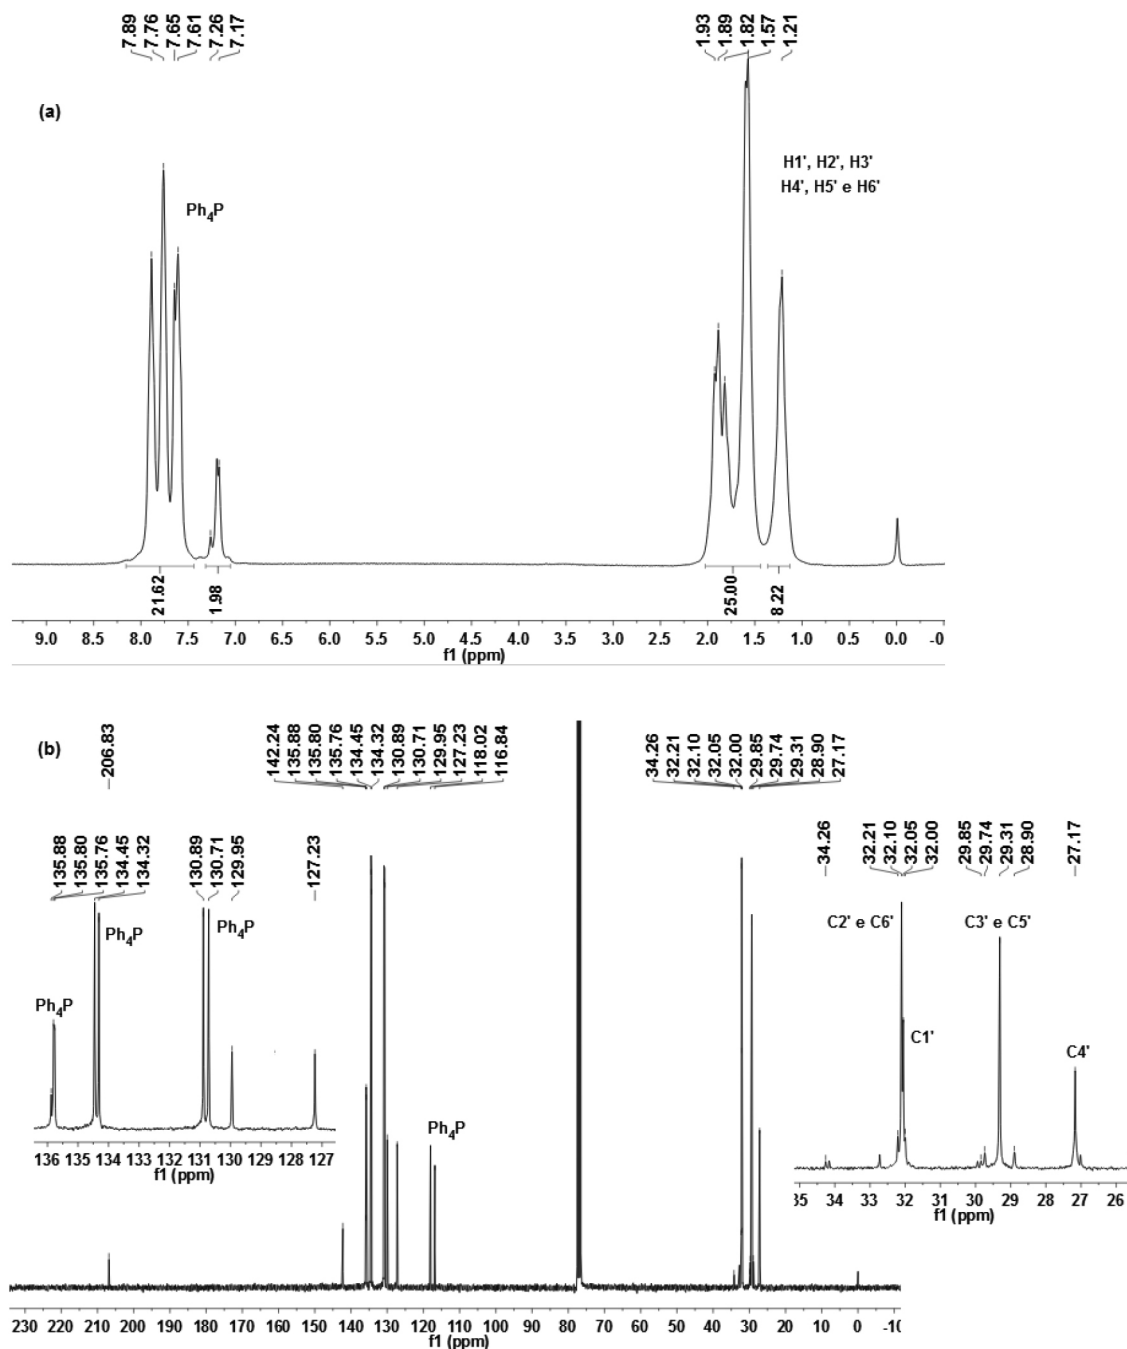 7.89 7.76 7.65 7.61 7.26 7.17
1.93 1.89 1.82 1.57 1.21
(a)
Ph4P
H1', H2', H3'
H4', H5' e H6'
21.62 1.98 25.00 8.22
9.0 8.5 8.0 7.5 7.0 6.5 6.0 5.5 5.0 4.5 4.0 3.5 3.0 2.5 2.0 1.5 1.0 0.5 0.0 -0
f1 (ppm)
(b)
206.83
142.24 135.88 135.80 135.76 134.45 134.32 130.89 130.71 129.95 127.23 118.02 116.84
34.26 32.21 32.10 32.05 32.00 29.85 29.74 29.31 28.90 27.17
135.88 135.80 135.76 134.45 134.32 130.89 130.71 129.95 127.23
Ph4P
Ph4P
Ph4P
136 135 134 133 132 131 130 129 128 127
f1 (ppm)
Ph4P
34.26 32.21 32.10 32.05 32.00 29.85 29.74 29.31 28.90 27.17
C2' e C6'
C3' e C5'
C1'
C4'
35 34 33 32 31 30 29 28 27 26
f1 (ppm)
230 220 210 200 190 180 170 160 150 140 130 120 110 100 90 80 70 60 50 40 30 20 10 0 -10
f1 (ppm)